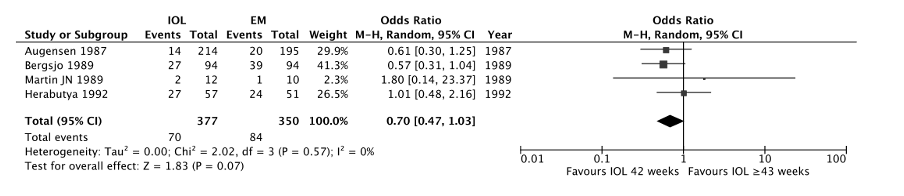 IOL EM Odds Ratio Odds Ratio
Study or Subgroup Events Total Events Total Weight M-H, Random, 95% CI Year M-H, Random, 95% CI
Augensen 1987 14 214 20 195 29.9% 0.61 [0.30, 1.25] 1987
Bergsjo 1989 27 94 39 94 41.3% 0.57 [0.31, 1.04] 1989
Martin JN 1989 2 12 1 10 2.3% 1.80 [0.14, 23.37] 1989
Herabutya 1992 27 57 24 51 26.5% 1.01 [0.48, 2.16] 1992
Total (95% CI) 377 350 100.0% 0.70 [0.47, 1.03]
Total events 70 84
Heterogeneity: Tau² = 0.00; Chi² = 2.02, df = 3 (P = 0.57); I² = 0%
Test for overall effect: Z = 1.83 (P = 0.07)
0.01 0.1 1 10 100
Favours IOL 42 weeks Favours IOL ≥43 weeks